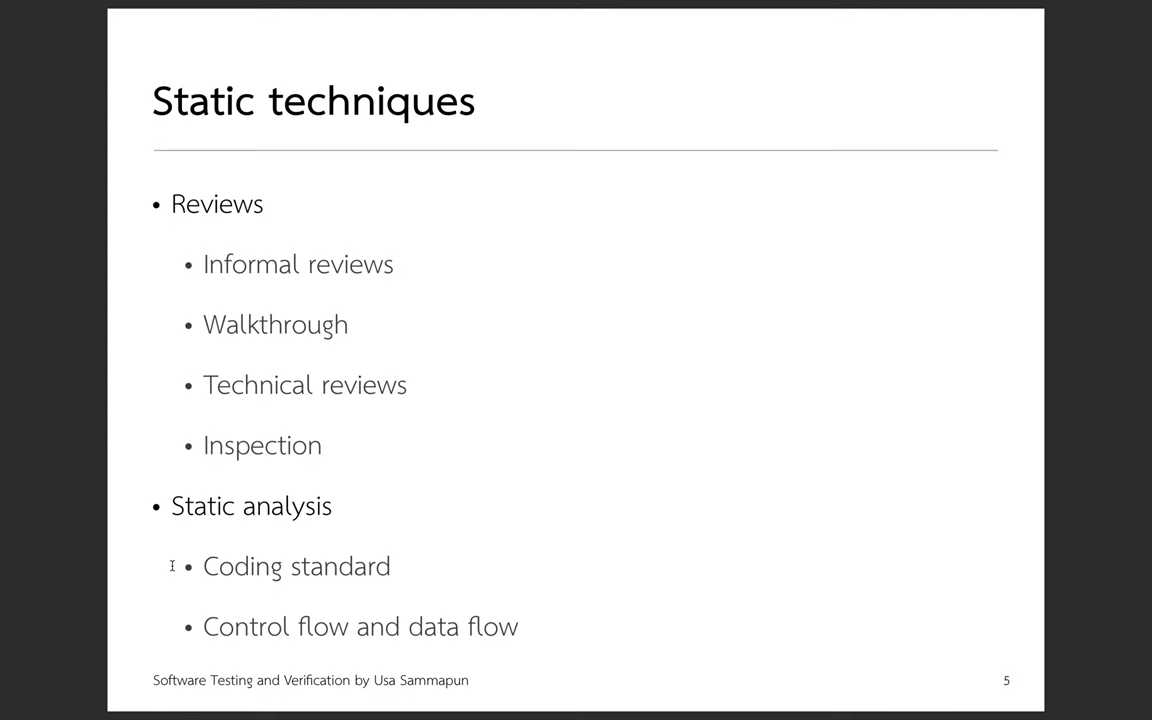 Static techniques
• Reviews
• Informal reviews
• Walkthrough
• Technical reviews
• Inspection
• Static analysis
• Coding standard
• Control flow and data flow
Software Testing and Verification by Usa Sammapun
5